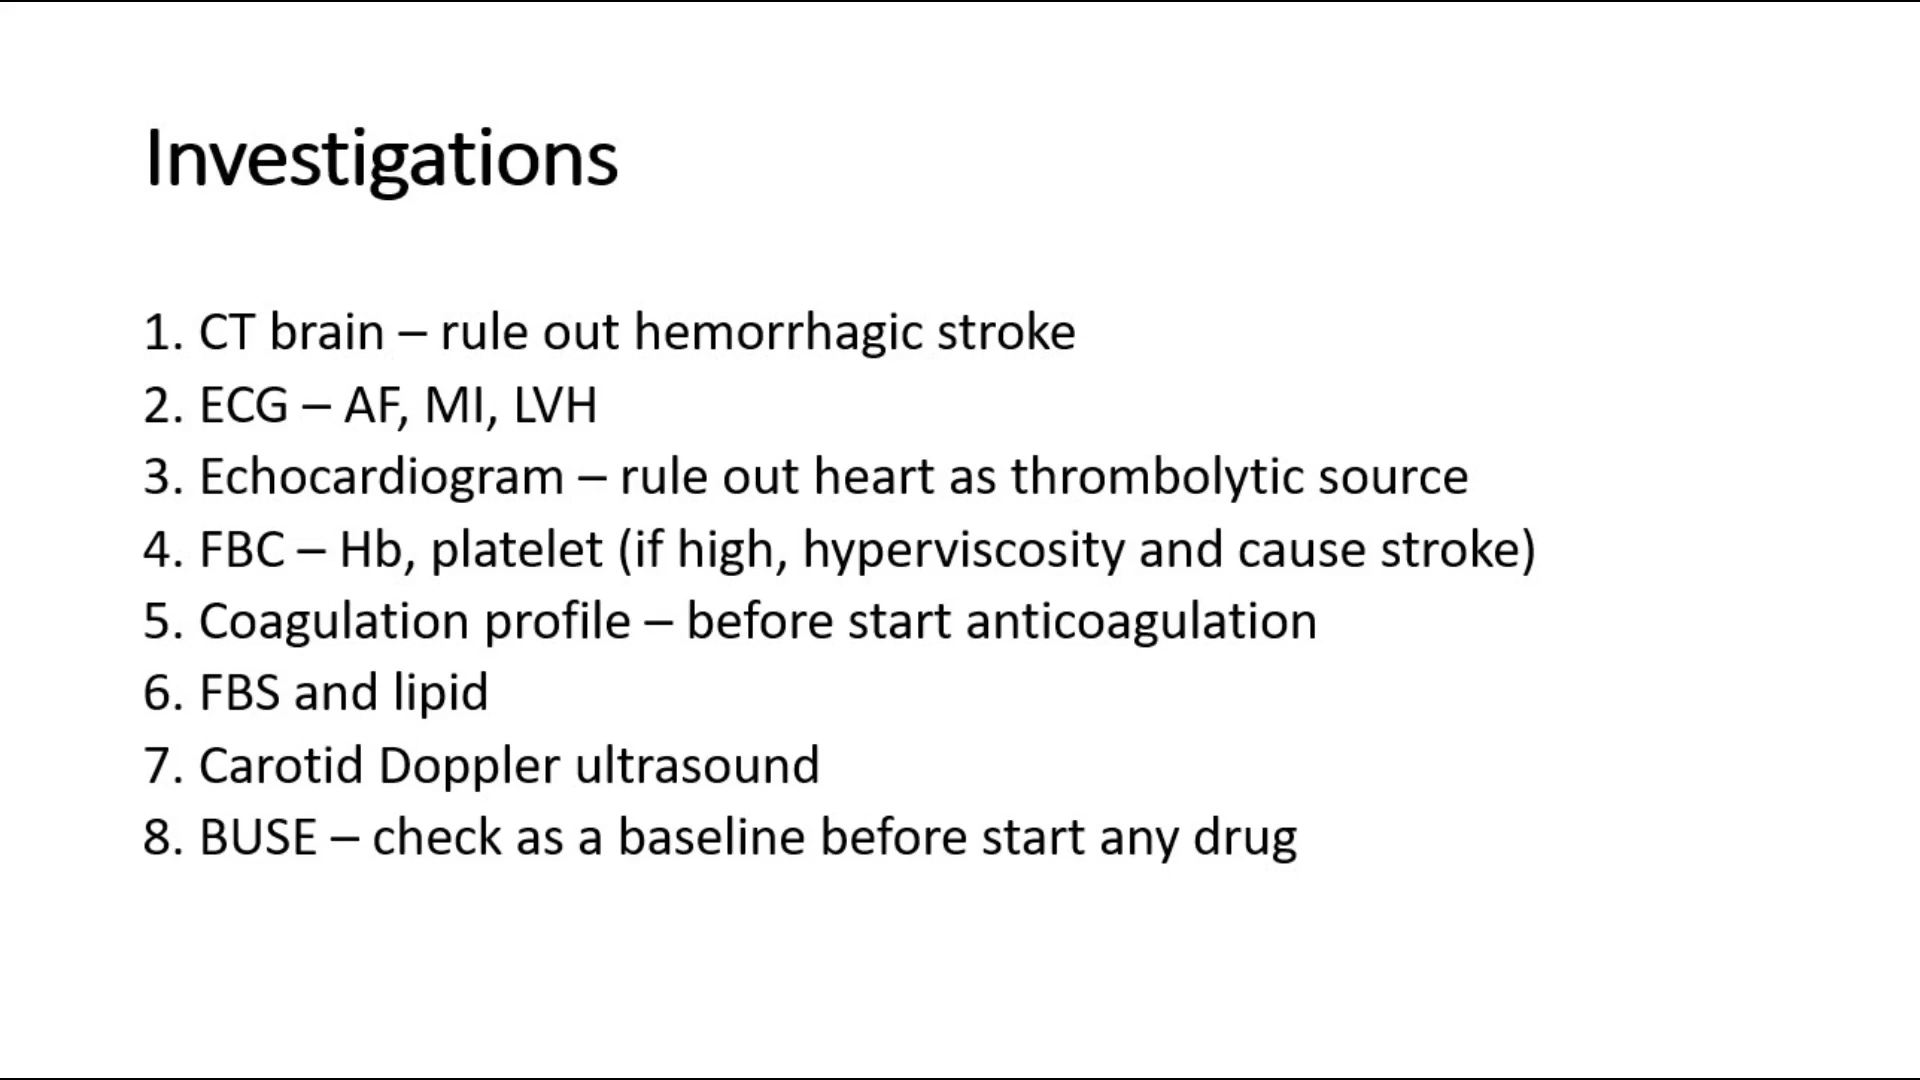 Investigations
1. CT brain – rule out hemorrhagic stroke
2. ECG – AF, MI, LVH
3. Echocardiogram – rule out heart as thrombolytic source
4. FBC – Hb, platelet (if high, hyperviscosity and cause stroke)
5. Coagulation profile – before start anticoagulation
6. FBS and lipid
7. Carotid Doppler ultrasound
8. BUSE – check as a baseline before start any drug